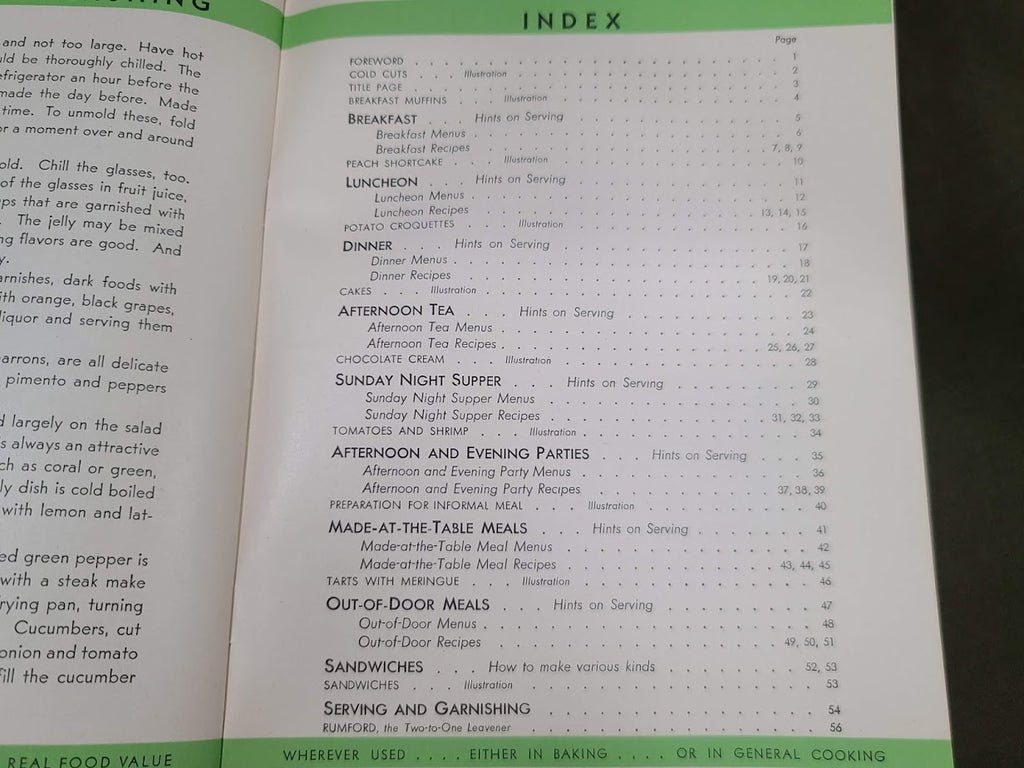 and not too large. Have hot
be thoroughly chilled. The
an hour before the
made the day before. Made
time. To unmold these, fold
a moment over and around
Chill the glasses, too.
of the glasses in fruit juice,
that are garnished with
The jelly may be mixed
flavors are good. And
dark foods with
orange, black grapes,
liquor and serving them
are all delicate
pimento and peppers
largely on the salad
always an attractive
as coral or green,
dish is cold boiled
with lemon and lat-
green pepper is
with a steak make
frying pan, turning
Cucumbers, cut
onion and tomato
fill the cucumber
REAL FOOD VALUE
INDEX
Page
FOREWORD . . . . 1
COLD CUTS . . . Illustration . . . . 2
TITLE PAGE . . . . 3
BREAKFAST MUFFINS . . . Illustration . . . . 4
BREAKFAST . . . Hints on Serving . . . . 5
Breakfast Menus . . . . 6
Breakfast Recipes . . . . 7, 8, 9
PEACH SHORTCAKE . . . Illustration . . . . 10
LUNCHEON . . . Hints on Serving . . . . 11
Luncheon Menus . . . . 12
Luncheon Recipes . . . . 13, 14, 15
POTATO CROQUETTES . . . Illustration . . . . 16
DINNER . . . Hints on Serving . . . . 17
Dinner Menus . . . . 18
Dinner Recipes . . . . 19, 20, 21
CAKES . . . Illustration . . . . 22
AFTERNOON TEA . . . Hints on Serving . . . . 23
Afternoon Tea Menus . . . . 24
Afternoon Tea Recipes . . . . 25, 26, 27
CHOCOLATE CREAM . . . Illustration . . . . 28
SUNDAY NIGHT SUPPER . . . Hints on Serving . . . . 29
Sunday Night Supper Menus . . . . 30
Sunday Night Supper Recipes . . . . 31, 32, 33
TOMATOES AND SHRIMP . . . Illustration . . . . 34
AFTERNOON AND EVENING PARTIES . . . Hints on Serving . . . . 35
Afternoon and Evening Party Menus . . . . 36
Afternoon and Evening Party Recipes . . . . 37, 38, 39
PREPARATION FOR INFORMAL MEAL . . . Illustration . . . . 40
MADE-AT-THE-TABLE MEALS . . . Hints on Serving . . . . 41
Made-at-the-Table Meal Menus . . . . 42
Made-at-the-Table Meal Recipes . . . . 43, 44, 45
TARTS WITH MERINGUE . . . Illustration . . . . 46
OUT-OF-DOOR MEALS . . . Hints on Serving . . . . 47
Out-of-Door Menus . . . . 48
Out-of-Door Recipes . . . . 49, 50, 51
SANDWICHES . . . How to make various kinds . . . . 52, 53
SANDWICHES . . . Illustration . . . . 53
SERVING AND GARNISHING . . . . 54
RUMFORD, the Two-to-One Leavener . . . . 56
WHEREVER USED . . . . EITHER IN BAKING . . . . OR IN GENERAL COOKING